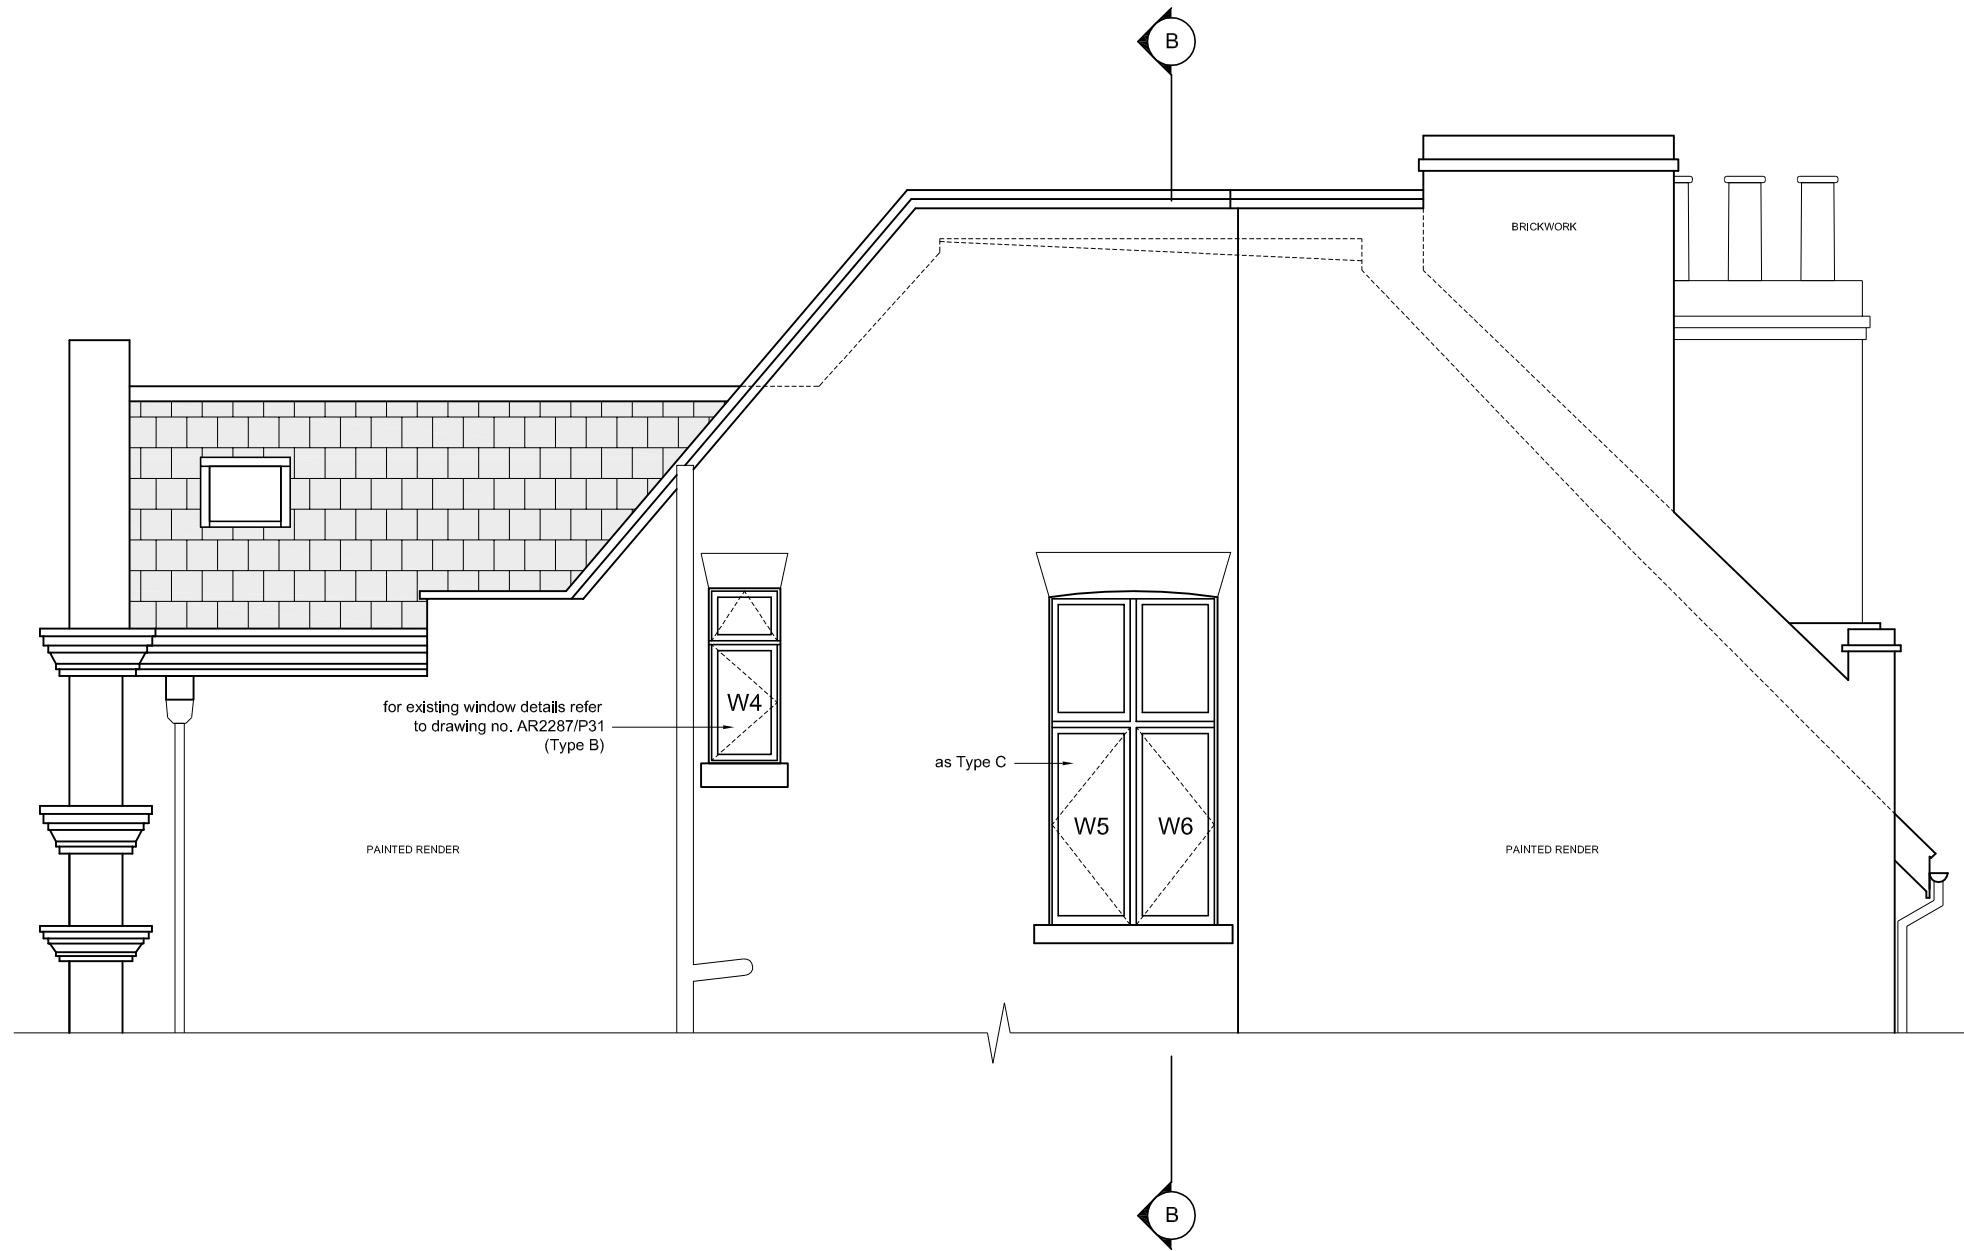 B
BRICKWORK
W4
for existing window details refer
to drawing no. AR2287/P31
(Type B)
as Type C
W5
W6
PAINTED RENDER
PAINTED RENDER
B